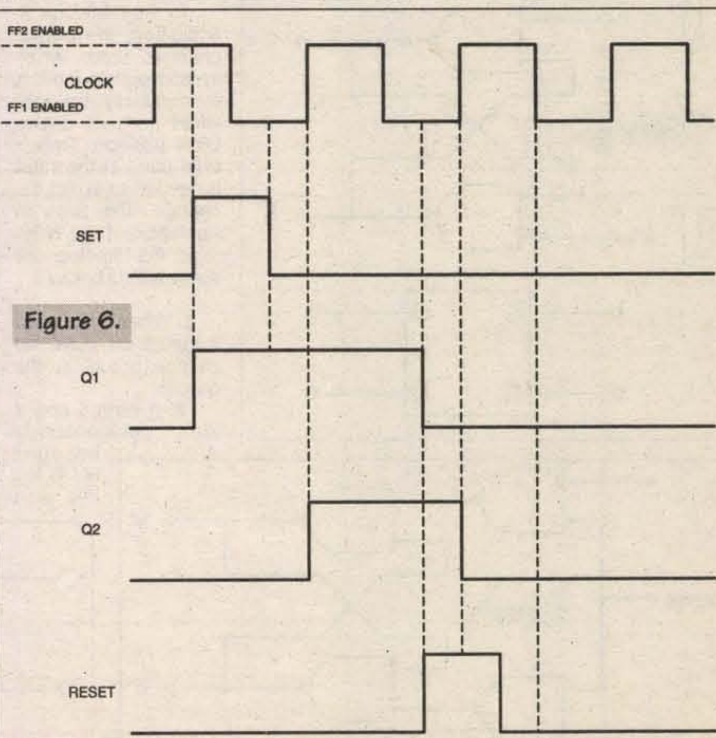 FF2 ENABLED
CLOCK
FF1 ENABLED
SET
Figure 6.
Q1
Q2
RESET